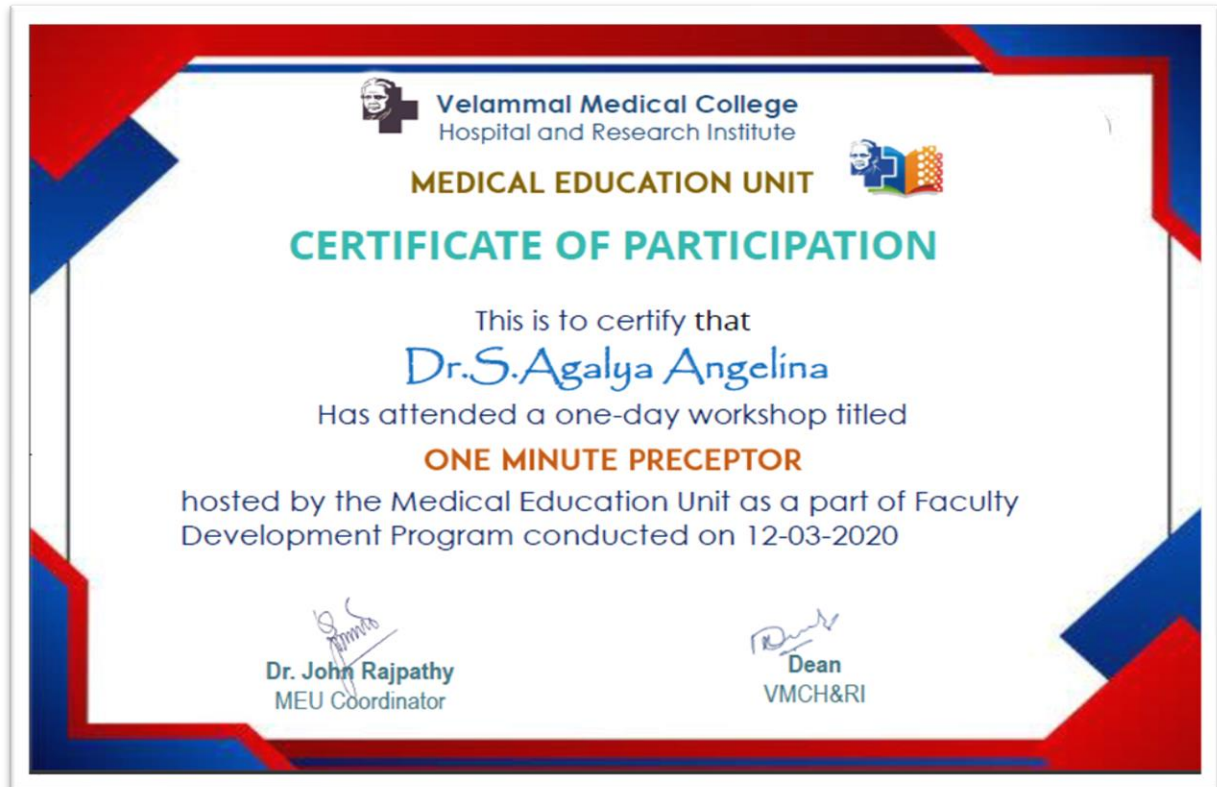 Velammal Medical College
Hospital and Research Institute
MEDICAL EDUCATION UNIT
CERTIFICATE OF PARTICIPATION
This is to certify that
Dr.S.Agalya Angelina
Has attended a one-day workshop titled
ONE MINUTE PRECEPTOR
hosted by the Medical Education Unit as a part of Faculty
Development Program conducted on 12-03-2020
Dr. John Rajpathy
MEU Coordinator
Dean
VMCH&RI